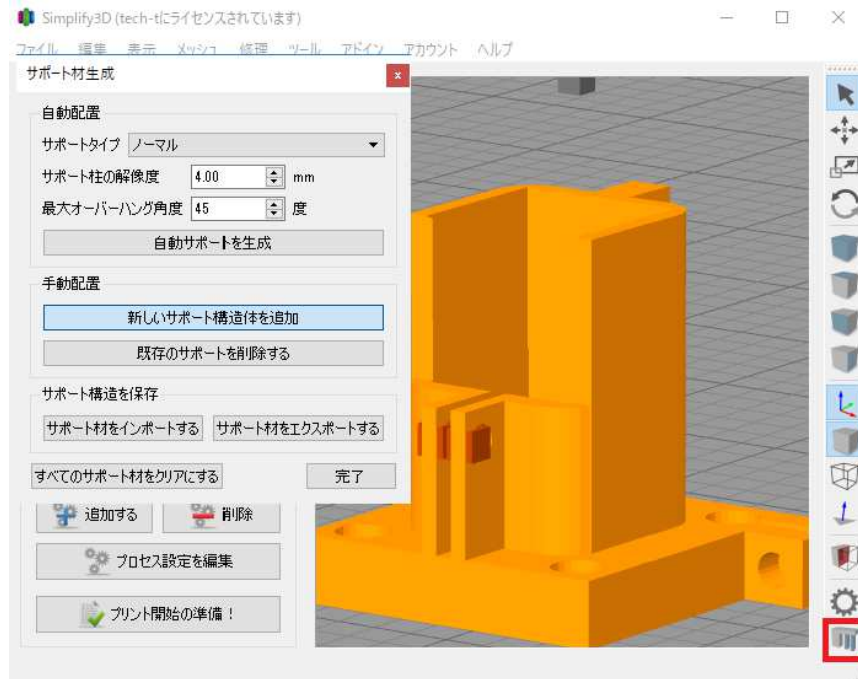 Simplify3D (tech-tにライセンスされています)
ファイル 編集 表示 メッシュ 修理 ツール アドイン アカウント ヘルプ
サポート材生成
自動配置
サポートタイプ ノーマル
サポート柱の解像度 4.00 mm
最大オーバーハング角度 45 度
自動サポートを生成
手動配置
新しいサポート構造体を追加
既存のサポートを削除する
サポート構造を保存
サポート材をインポートする サポート材をエクスポートする
すべてのサポート材をクリアにする 完了
追加する 削除
プロセス設定を編集
プリント開始の準備！